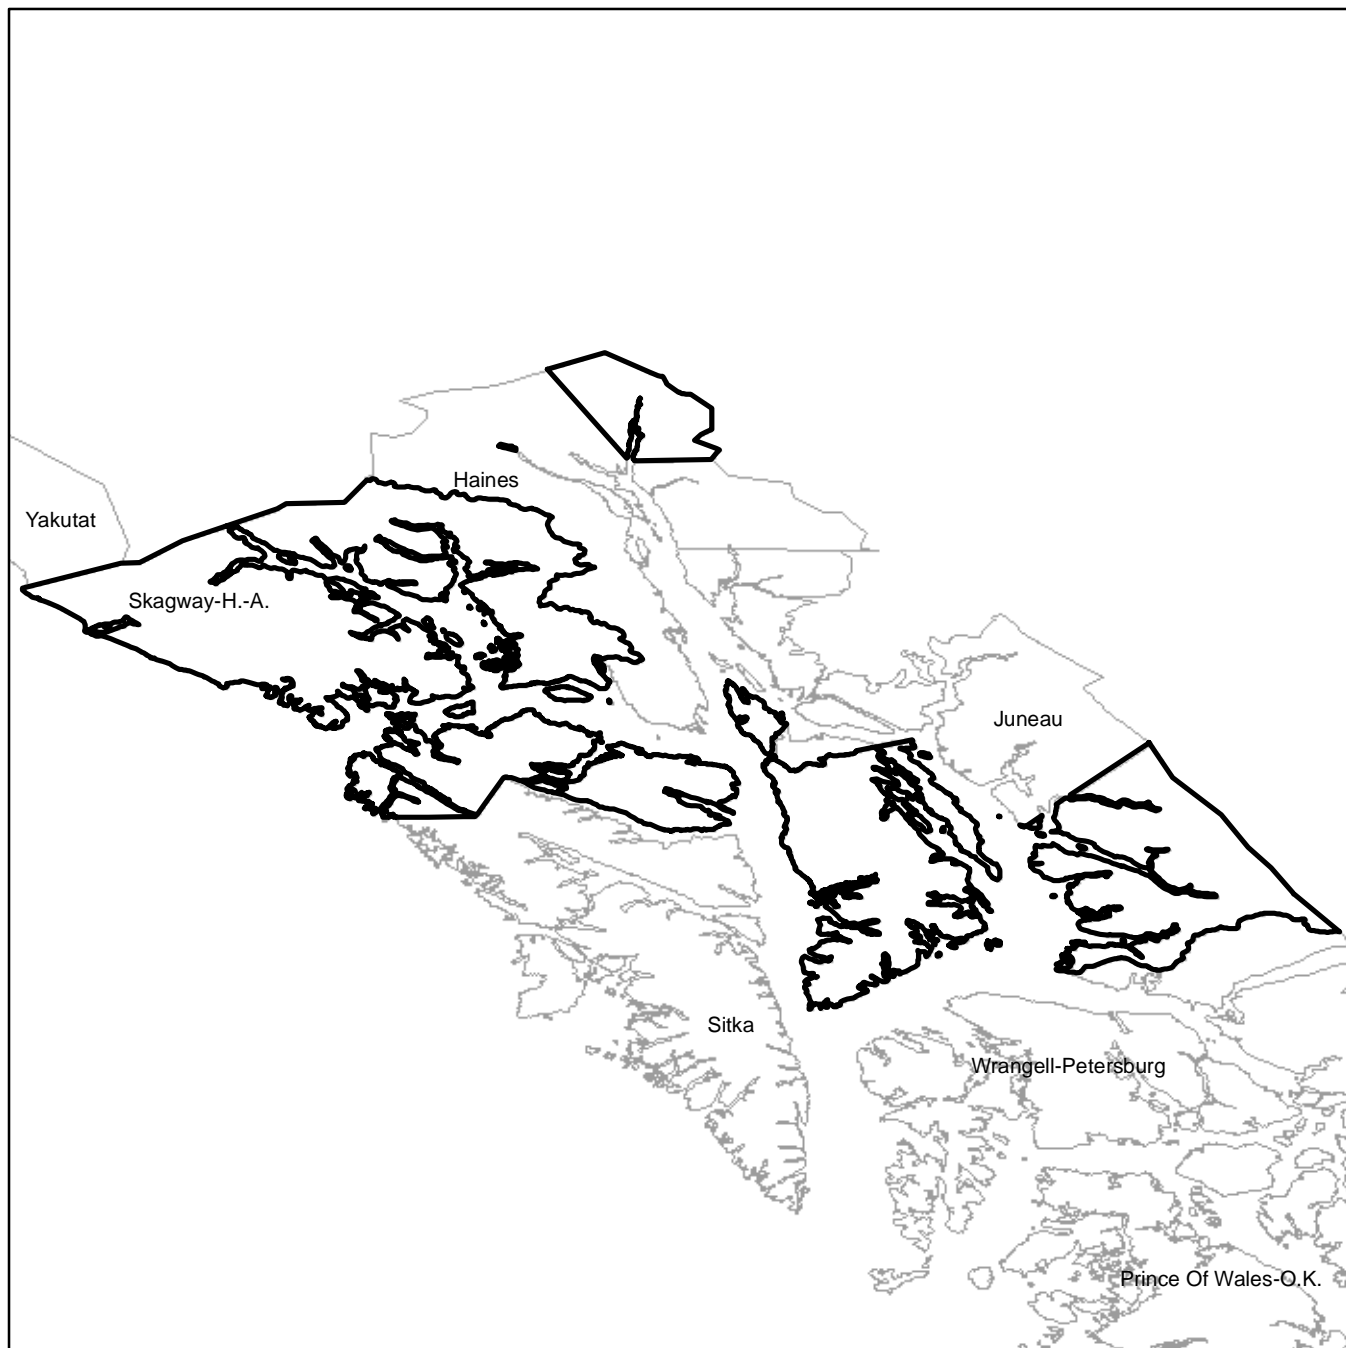 Haines
Yakutat
Skagway-H.-A.
Juneau
Sitka
Wrangell-Petersburg
Prince Of Wales-O.K.